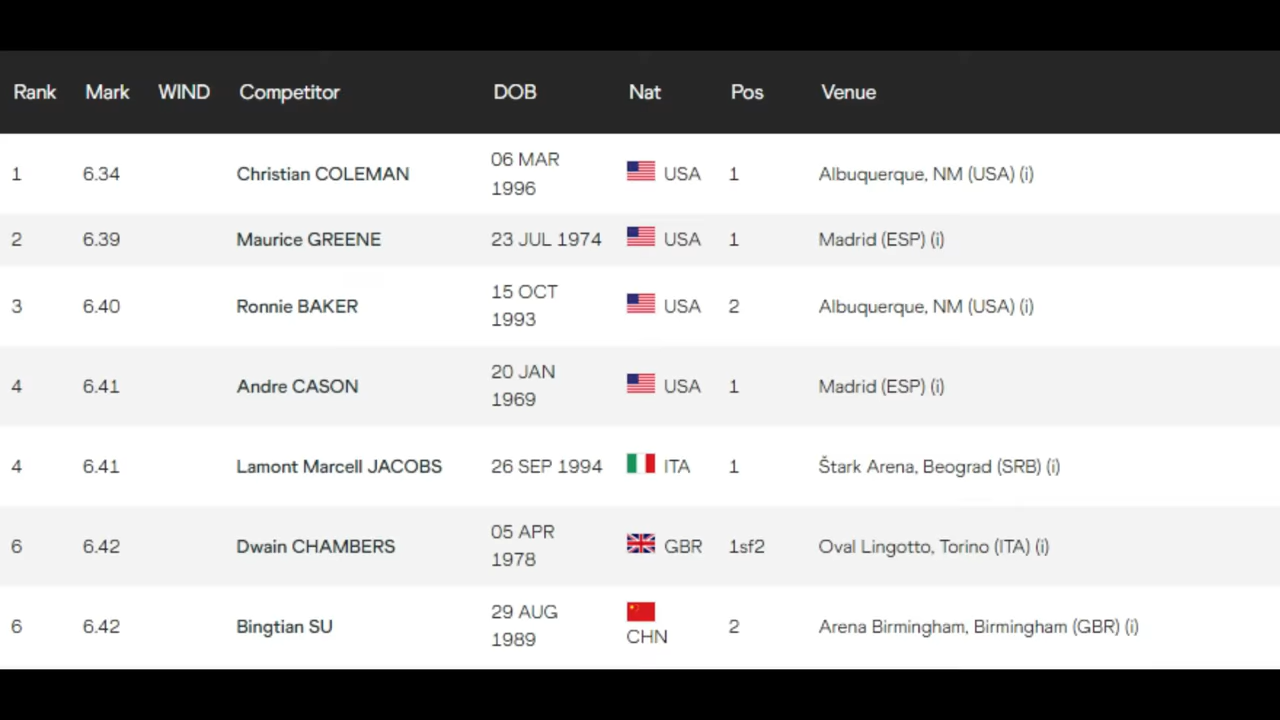 Rank Mark WIND Competitor DOB Nat Pos Venue
1 6.34 Christian COLEMAN 06 MAR 1996 USA 1 Albuquerque, NM (USA) (i)
2 6.39 Maurice GREENE 23 JUL 1974 USA 1 Madrid (ESP) (i)
3 6.40 Ronnie BAKER 15 OCT 1993 USA 2 Albuquerque, NM (USA) (i)
4 6.41 Andre CASON 20 JAN 1969 USA 1 Madrid (ESP) (i)
4 6.41 Lamont Marcell JACOBS 26 SEP 1994 ITA 1 Štark Arena, Beograd (SRB) (i)
6 6.42 Dwain CHAMBERS 05 APR 1978 GBR 1sf2 Oval Lingotto, Torino (ITA) (i)
6 6.42 Bingtian SU 29 AUG 1989 CHN 2 Arena Birmingham, Birmingham (GBR) (i)